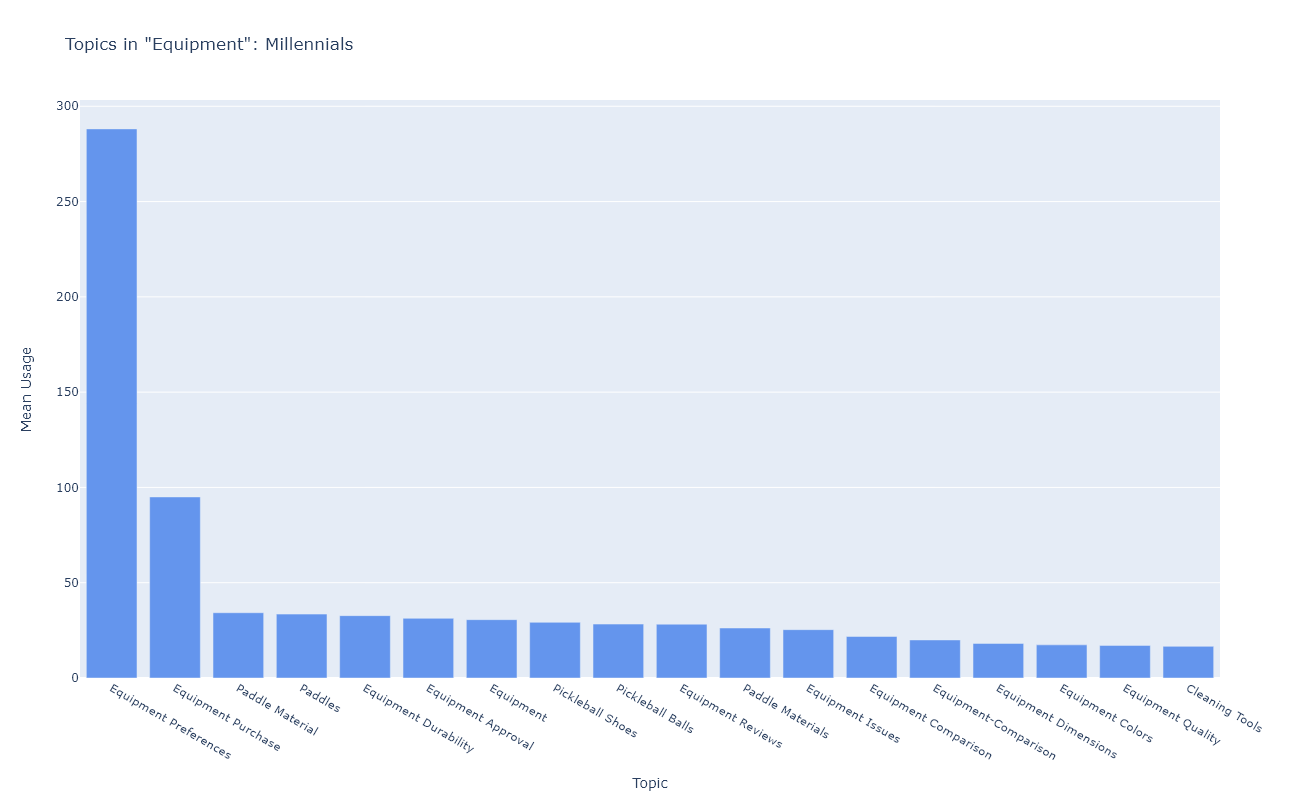 Topics in "Equipment": Millennials
300
250
200
150
100
50
0
Mean Usage
Equipment Preferences
Equipment Purchase
Paddle Material
Paddles
Equipment Durability
Equipment Approval
Equipment
Pickleball Shoes
Pickleball Balls
Equipment Reviews
Paddle Materials
Equipment Issues
Equipment Comparison
Equipment-Comparison
Equipment Dimensions
Equipment Colors
Equipment Quality
Cleaning Tools
Topic